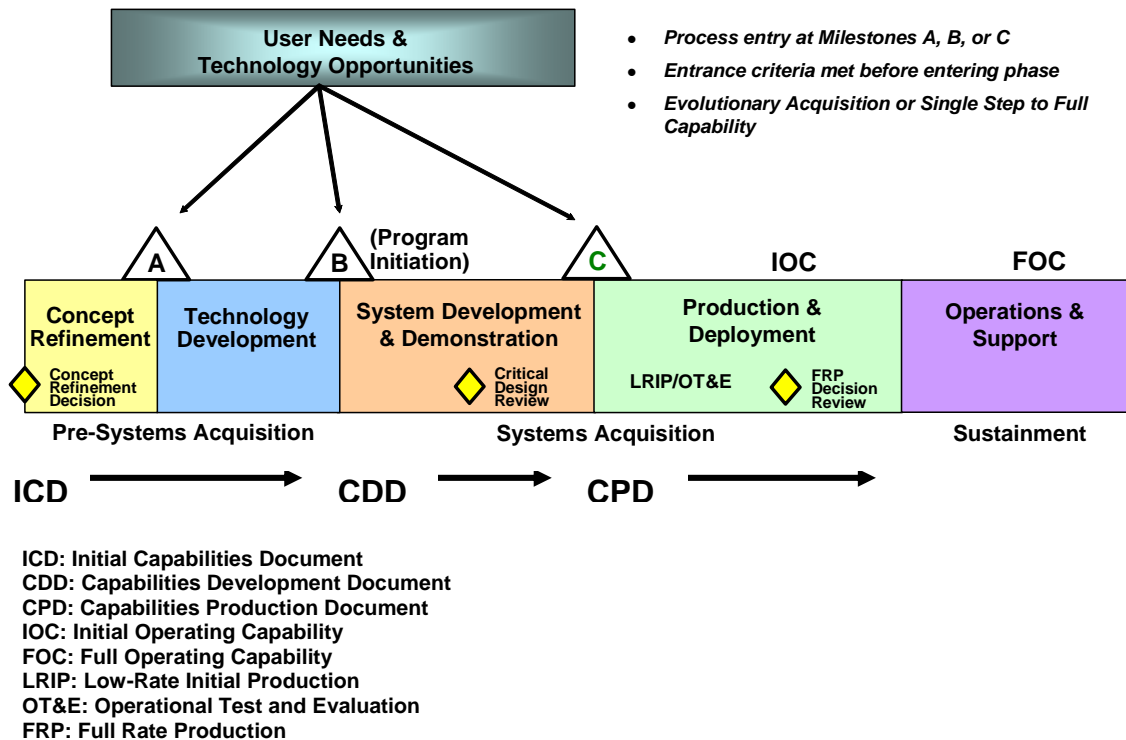 User Needs &
Technology Opportunities
• Process entry at Milestones A, B, or C
• Entrance criteria met before entering phase
• Evolutionary Acquisition or Single Step to Full
Capability
A
B
(Program
Initiation)
C
IOC
FOC
Concept
Refinement
Technology
Development
System Development
& Demonstration
Production &
Deployment
Operations &
Support
Concept
Refinement
Decision
Critical
Design
Review
LRIP/OT&E
FRP
Decision
Review
Pre-Systems Acquisition
Systems Acquisition
Sustainment
ICD
CDD
CPD
ICD: Initial Capabilities Document
CDD: Capabilities Development Document
CPD: Capabilities Production Document
IOC: Initial Operating Capability
FOC: Full Operating Capability
LRIP: Low-Rate Initial Production
OT&E: Operational Test and Evaluation
FRP: Full Rate Production